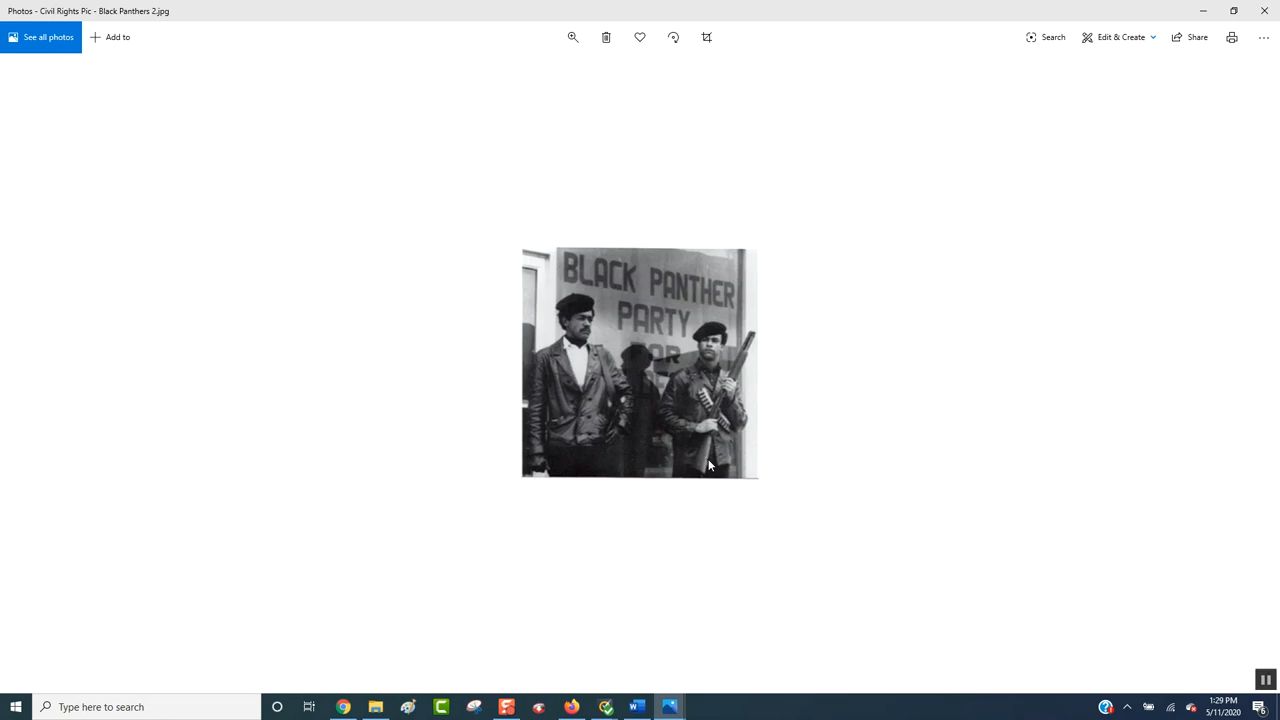 Photos - Civil Rights Pic - Black Panthers 2.jpg
See all photos
Add to
Search
Edit & Create
Share
BLACK PANTHER
PARTY
FOR
Type here to search
1:29 PM
5/11/2020